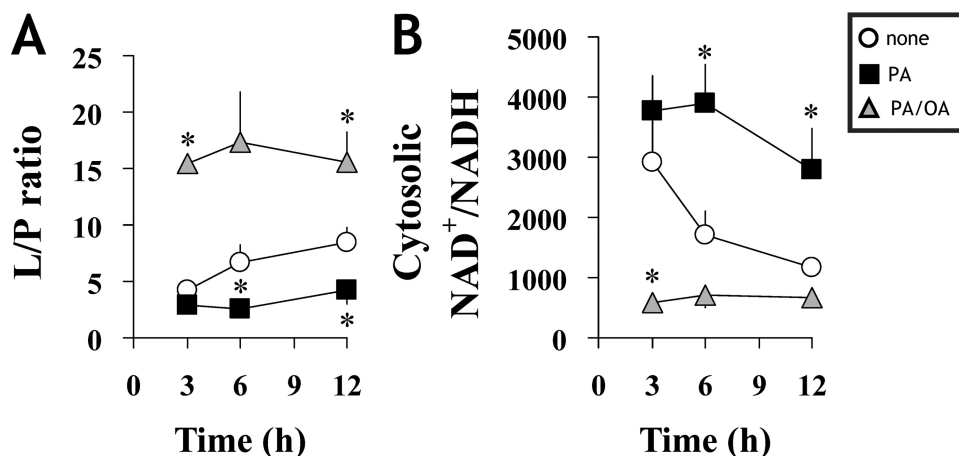 A
L/P ratio
25
20
15
10
5
0
*
*
*
*
0 3 6 9 12
Time (h)
B
Cytosolic
NAD⁺/NADH
5000
4000
3000
2000
1000
0
*
*
*
0 3 6 9 12
Time (h)
none
PA
PA/OA